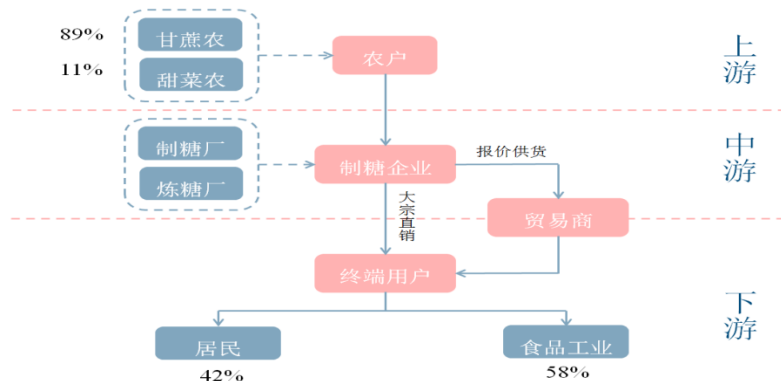 89%
甘蔗农
11%
甜菜农
农户
上游
制糖厂
炼糖厂
制糖企业
报价供货
中游
大宗直销
贸易商
终端用户
下游
居民
42%
食品工业
58%